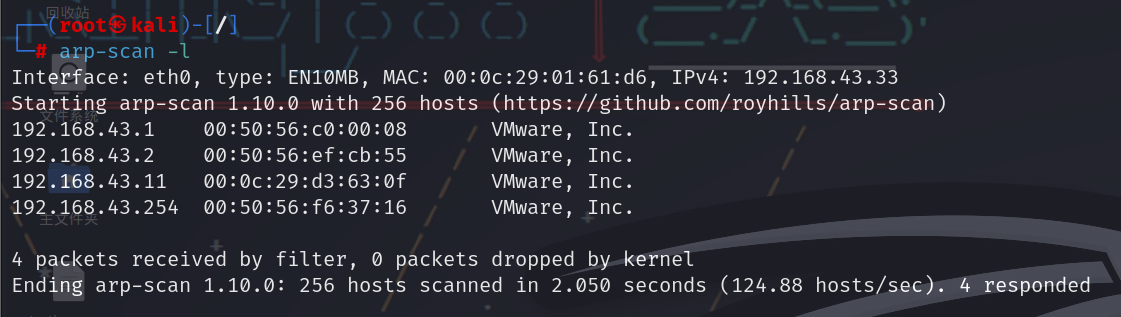 回收站
┌──(root㉿kali)-[/]
└─# arp-scan -l
Interface: eth0, type: EN10MB, MAC: 00:0c:29:01:61:d6, IPv4: 192.168.43.33
Starting arp-scan 1.10.0 with 256 hosts (https://github.com/royhills/arp-scan)
文件系统
192.168.43.1    00:50:56:c0:00:08       VMware, Inc.
192.168.43.2    00:50:56:ef:cb:55       VMware, Inc.
192.168.43.11   00:0c:29:d3:63:0f       VMware, Inc.
192.168.43.254  00:50:56:f6:37:16       VMware, Inc.
主文件夹
4 packets received by filter, 0 packets dropped by kernel
Ending arp-scan 1.10.0: 256 hosts scanned in 2.050 seconds (124.88 hosts/sec). 4 responded